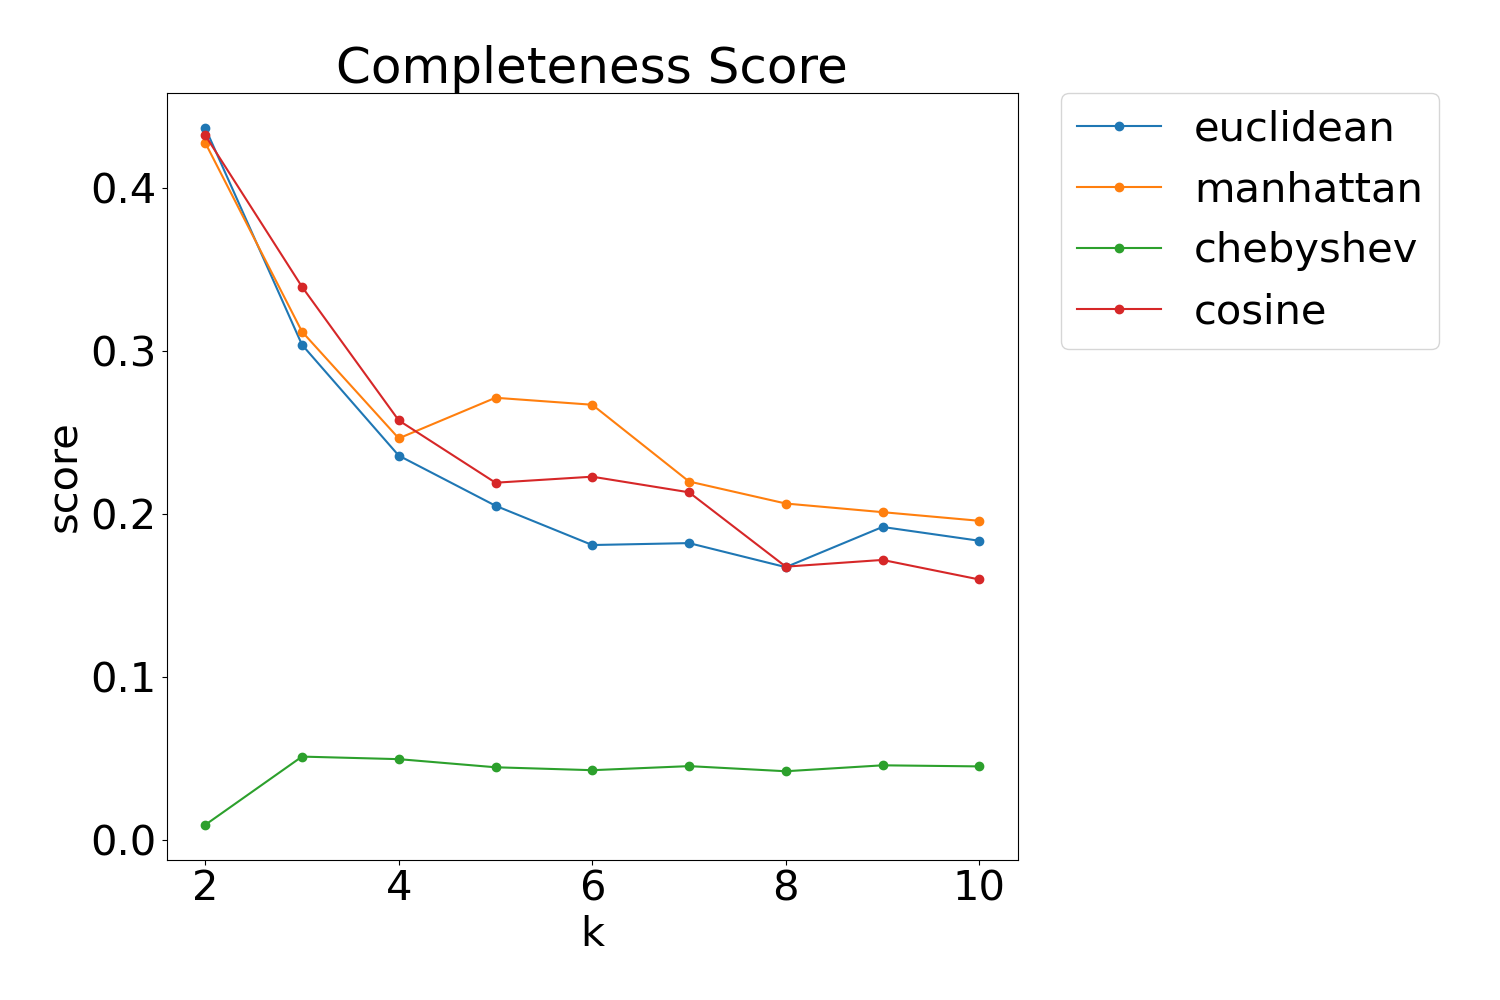 Completeness Score
score
0.4
0.3
0.2
0.1
0.0
2 4 6 8 10
k
euclidean
manhattan
chebyshev
cosine